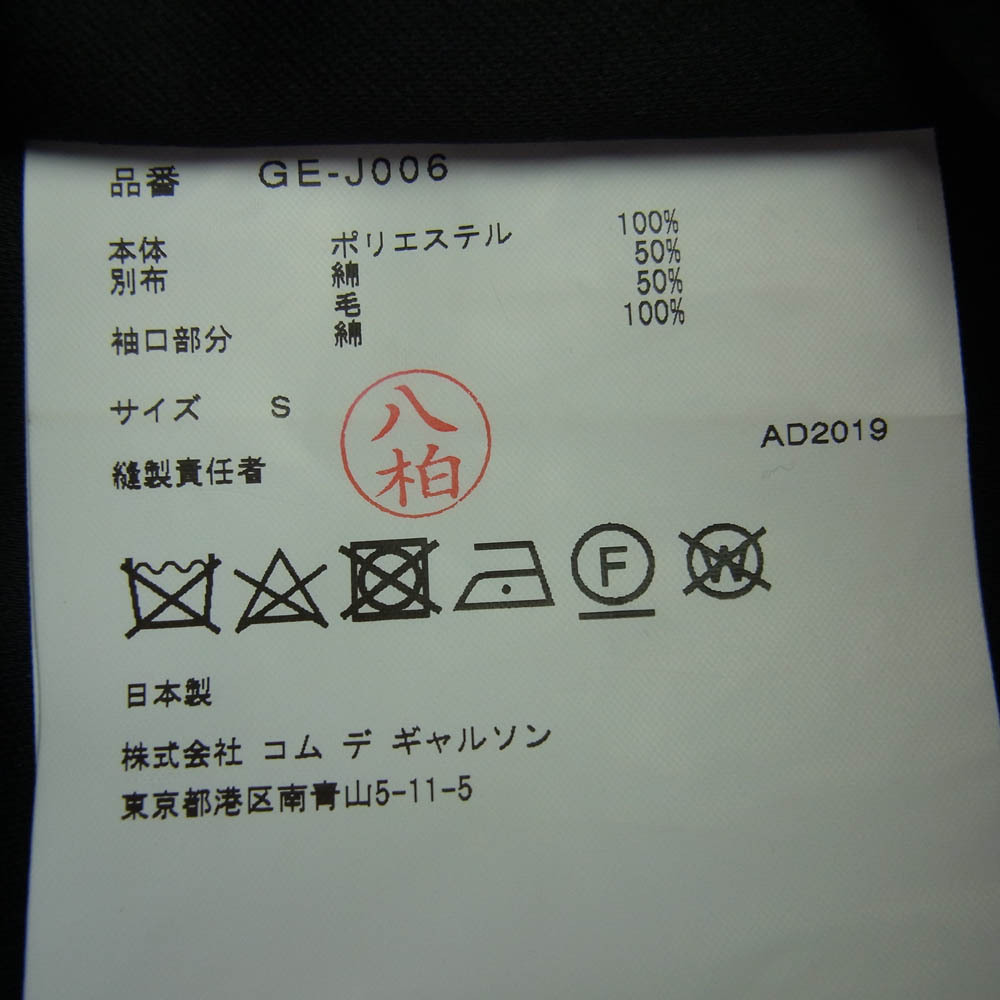 品番 GE-J006
本体 ポリエステル 100%
別布 綿 50%
毛 50%
袖口部分 綿 100%
サイズ S
八柏
AD2019
縫製責任者
F W
日本製
株式会社 コム デ ギャルソン
東京都港区南青山5-11-5